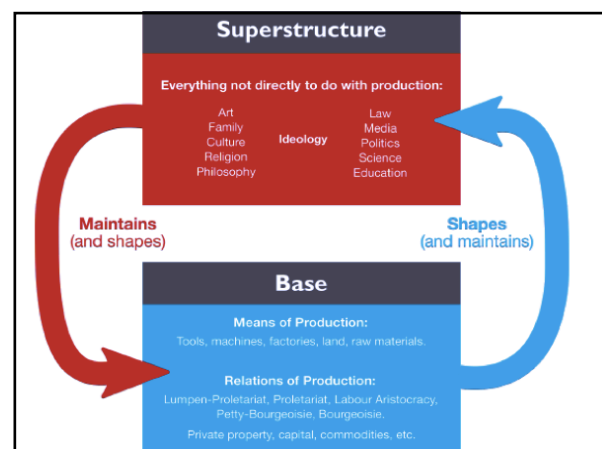 Superstructure
Everything not directly to do with production:
Art
Family
Culture
Religion
Philosophy
Ideology
Law
Media
Politics
Science
Education
Maintains
(and shapes)
Shapes
(and maintains)
Base
Means of Production:
Tools, machines, factories, land, raw materials.
Relations of Production:
Lumpen-Proletariat, Proletariat, Labour Aristocracy,
Petty-Bourgeoisie, Bourgeoisie.
Private property, capital, commodities, etc.